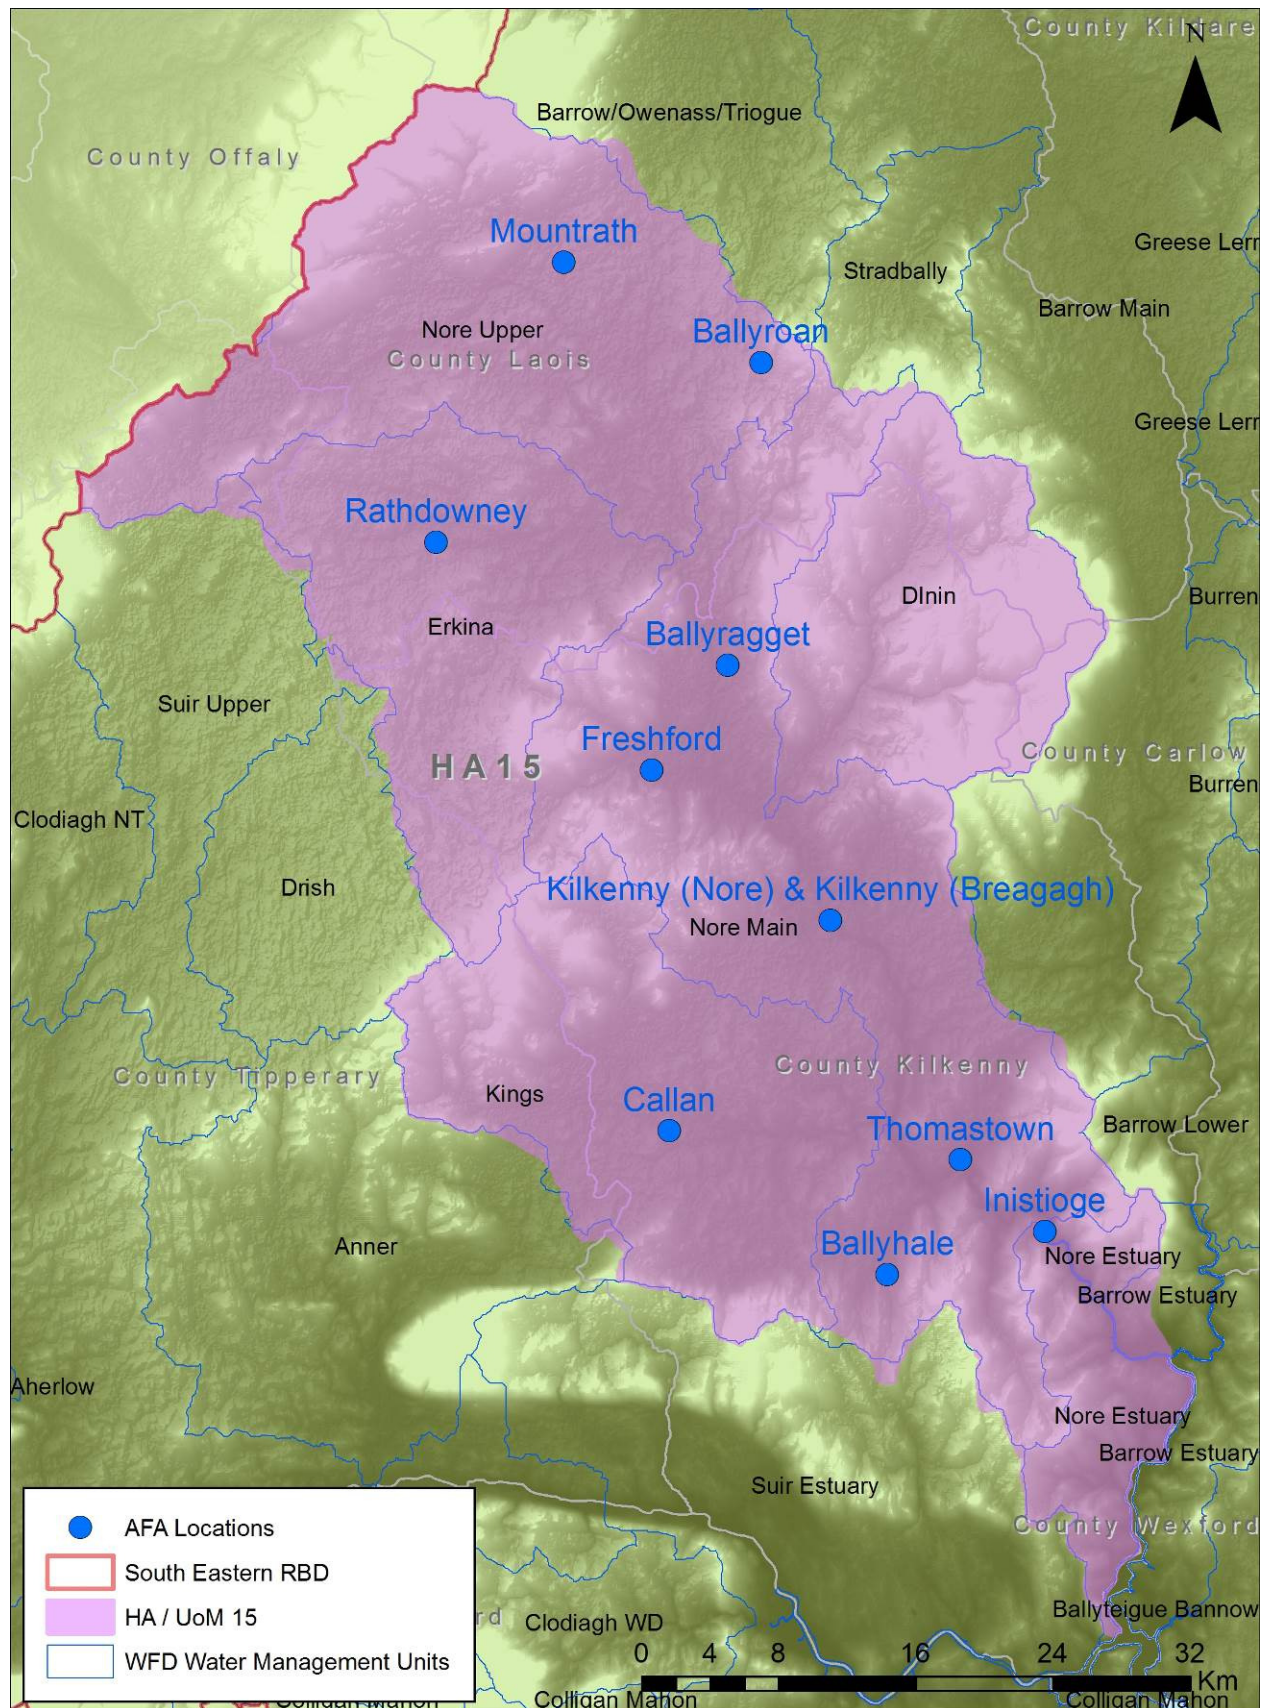 County Kildare
N
Barrow/Owenass/Triogue
County Offaly
Mountrath
Greese Lerr
Stradbally
Barrow Main
Nore Upper
Ballyroan
County Laois
Greese Lerr
Rathdowney
Dlnin
Burren
Erkina
Ballyragget
Suir Upper
Freshford
County Carlow
HA15
Burren
Clodiagh NT
Drish
Kilkenny (Nore) & Kilkenny (Breagagh)
Nore Main
County Kilkenny
County Tipperary
Kings
Callan
Thomastown
Barrow Lower
Inistioge
Anner
Ballyhale
Nore Estuary
Barrow Estuary
Aherlow
Nore Estuary
Barrow Estuary
Suir Estuary
County Wexford
AFA Locations
South Eastern RBD
HA / UoM 15
WFD Water Management Units
rd
Clodiagh WD
Ballyteigue Bannow
0 4 8 16 24 32
Km
Colligan Mahon
Colligan Mahon
Colligan Mahon